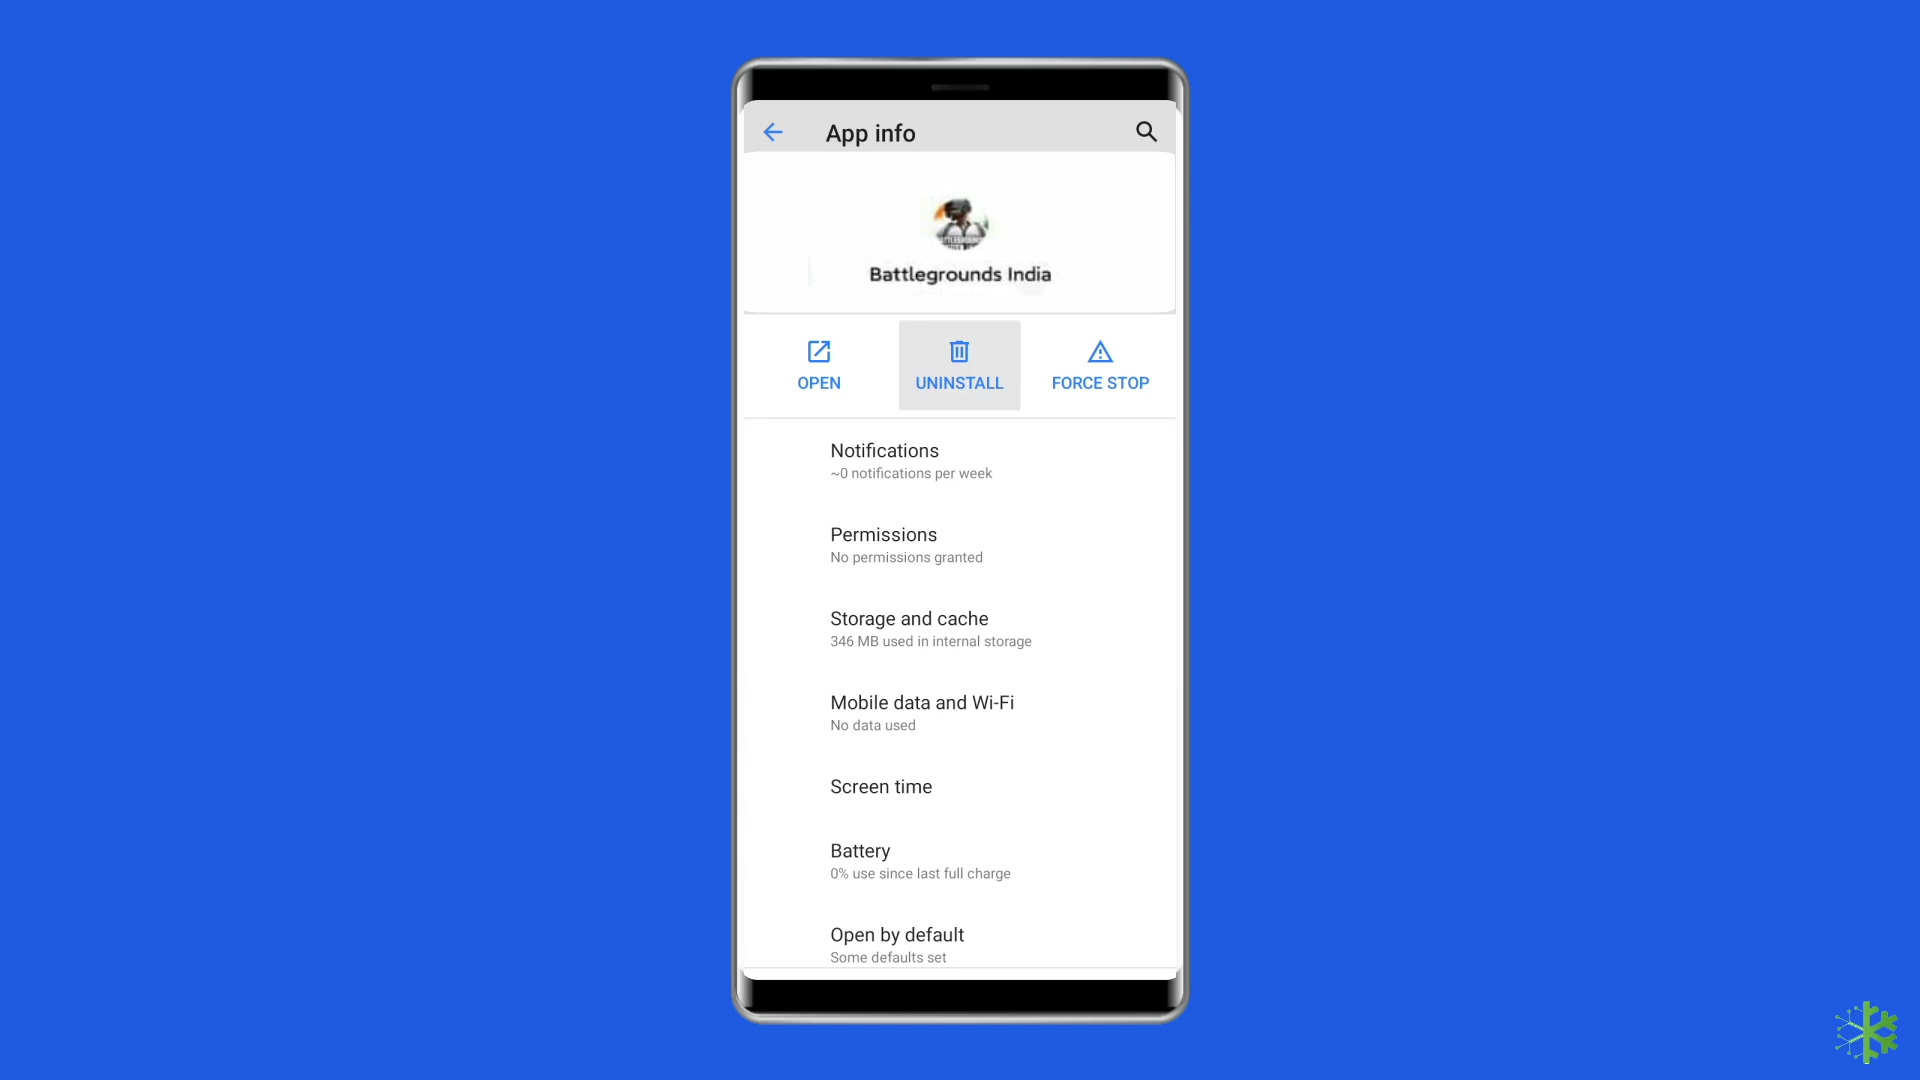 App info
Battlegrounds India
OPEN
UNINSTALL
FORCE STOP
Notifications
~0 notifications per week
Permissions
No permissions granted
Storage and cache
346 MB used in internal storage
Mobile data and Wi-Fi
No data used
Screen time
Battery
0% use since last full charge
Open by default
Some defaults set